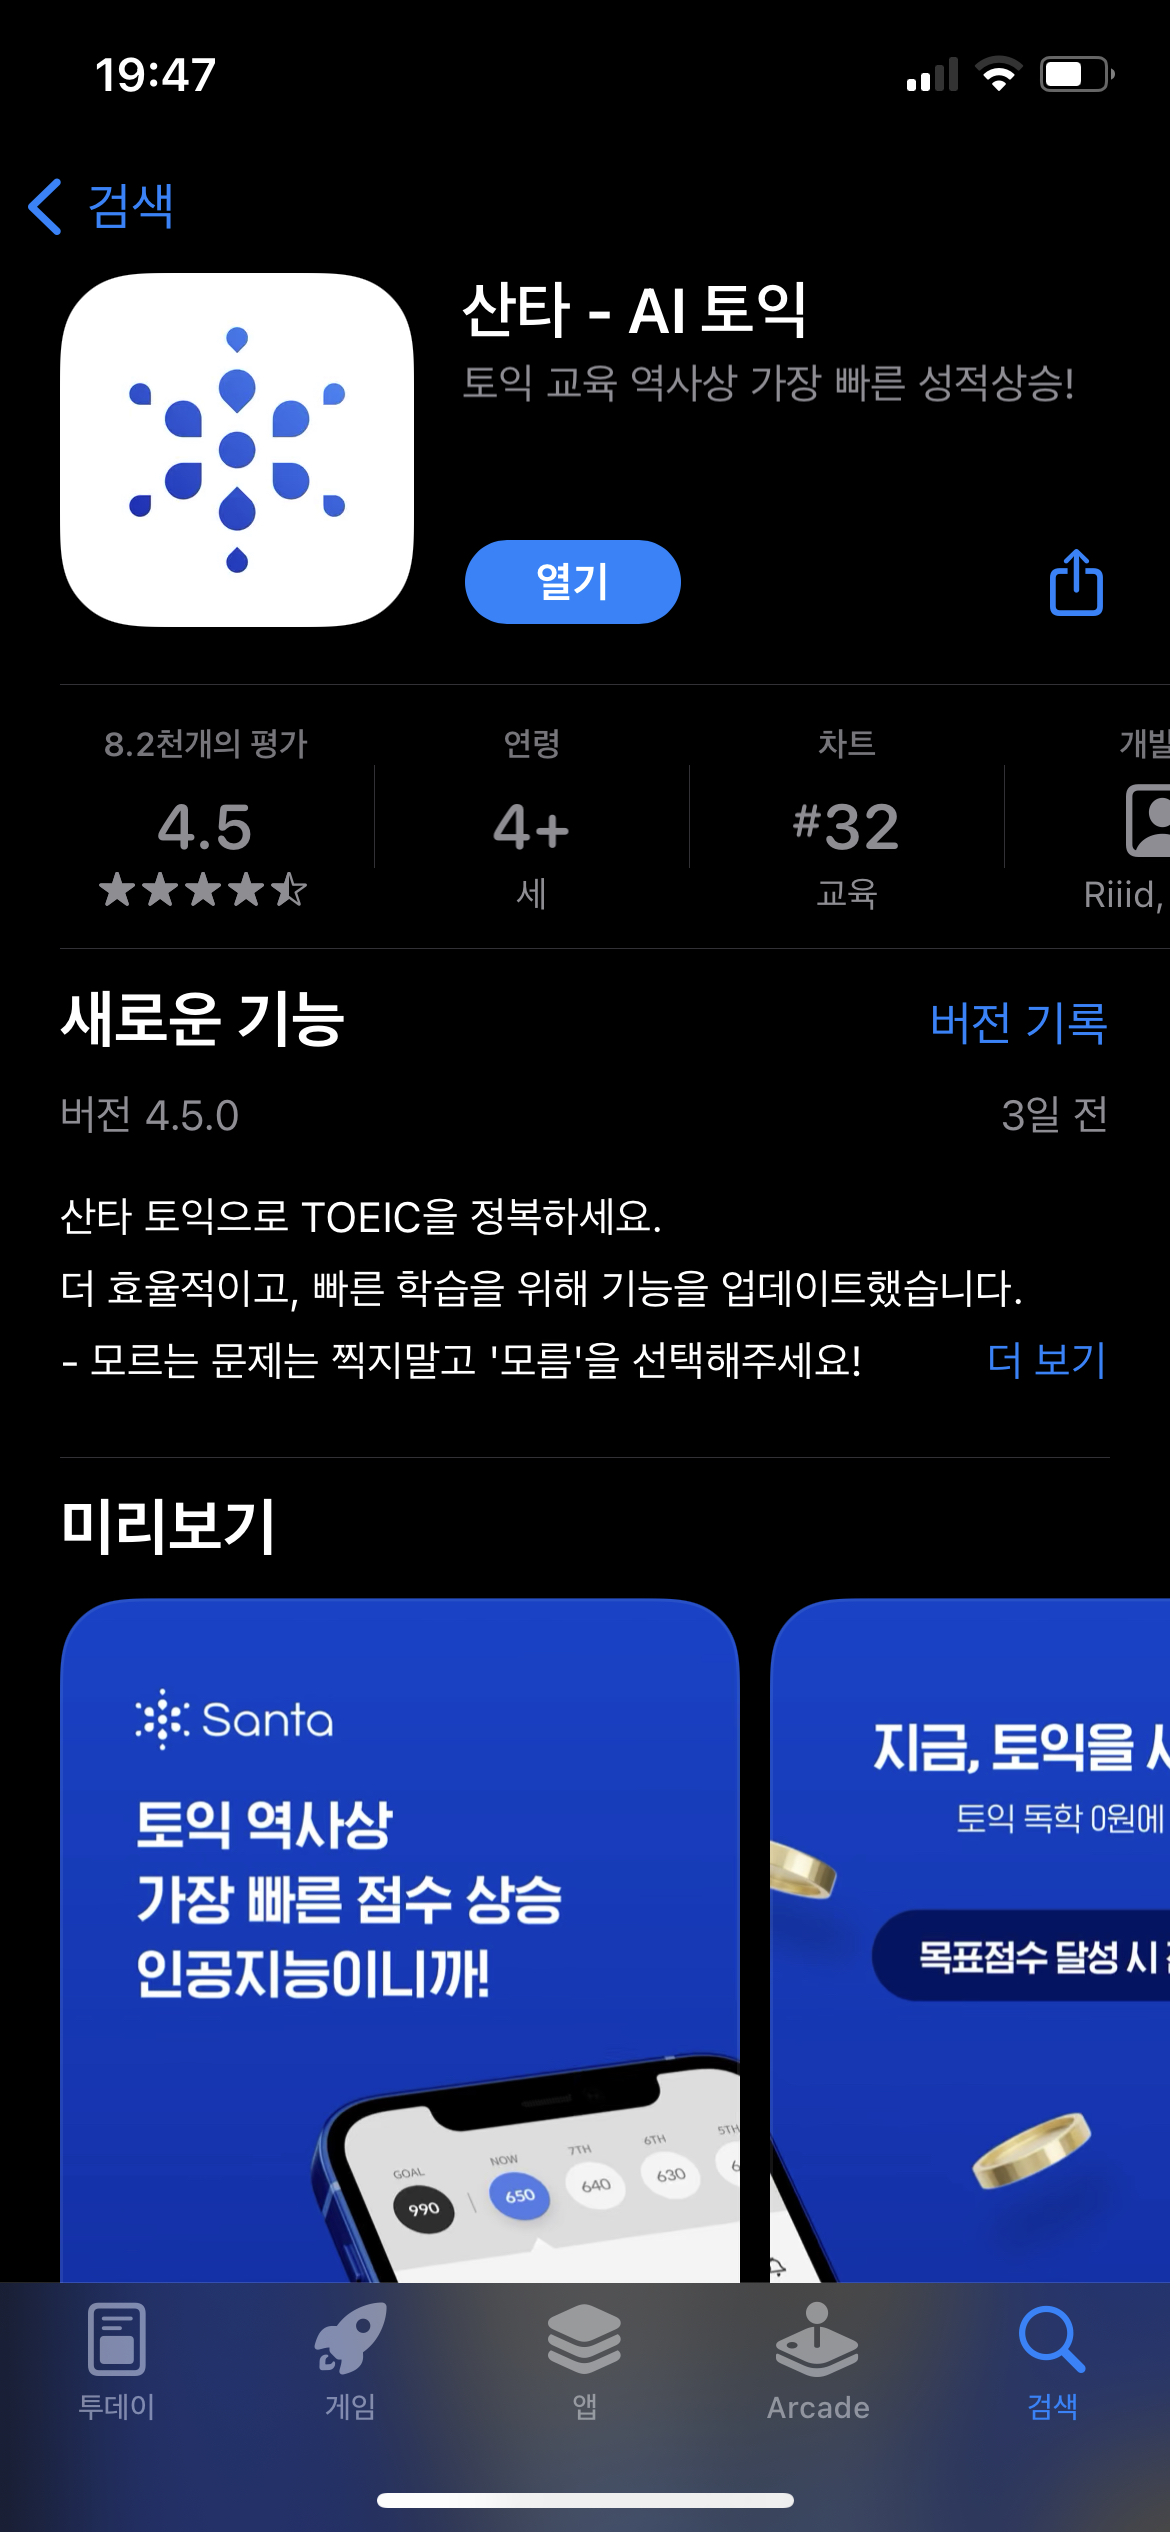 19:47
검색
산타 - AI 토익
토익 교육 역사상 가장 빠른 성적상승!
열기
8.2천개의 평가
4.5
연령
4+
세
차트
#32
교육
개발
Riiid,
새로운 기능
버전 기록
버전 4.5.0
3일 전
산타 토익으로 TOEIC을 정복하세요.
더 효율적이고, 빠른 학습을 위해 기능을 업데이트했습니다.
- 모르는 문제는 찍지말고 '모름'을 선택해주세요!
더 보기
미리보기
Santa
토익 역사상
가장 빠른 점수 상승
인공지능이니까!
GOAL
990
NOW
650
7TH
640
6TH
630
5TH
6
지금, 토익을
토익 독학 0원에
목표점수 달성 시
투데이
게임
앱
Arcade
검색